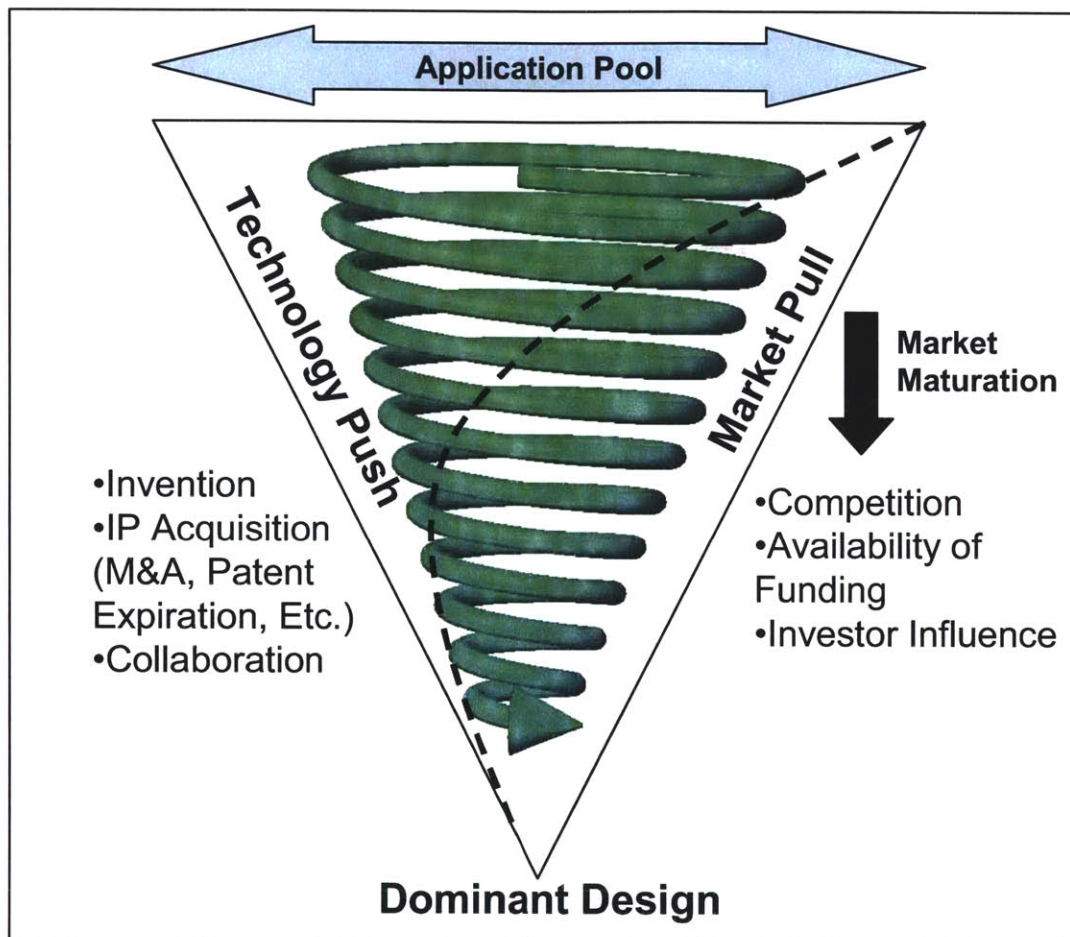 Application Pool
Technology Push
Market Pull
Market
Maturation
•Invention
•IP Acquisition
(M&A, Patent
Expiration, Etc.)
•Collaboration
•Competition
•Availability of
Funding
•Investor Influence
Dominant Design